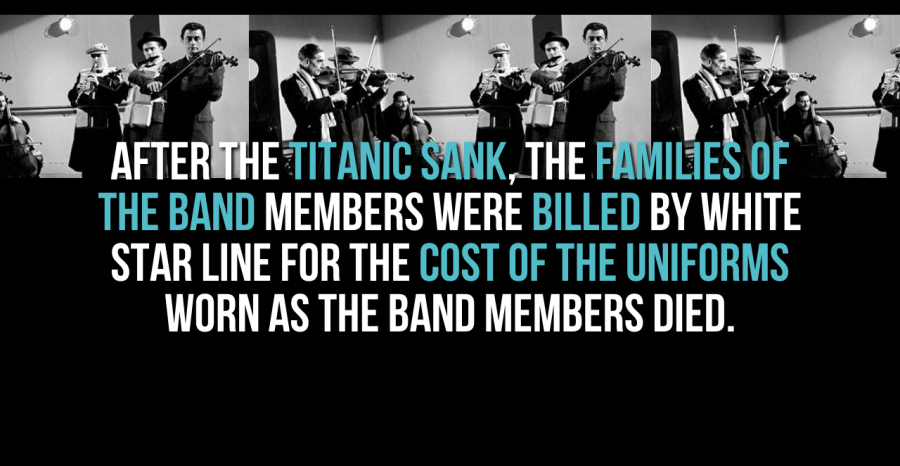 AFTER THE TITANIC SANK, THE FAMILIES OF
THE BAND MEMBERS WERE BILLED BY WHITE
STAR LINE FOR THE COST OF THE UNIFORMS
WORN AS THE BAND MEMBERS DIED.